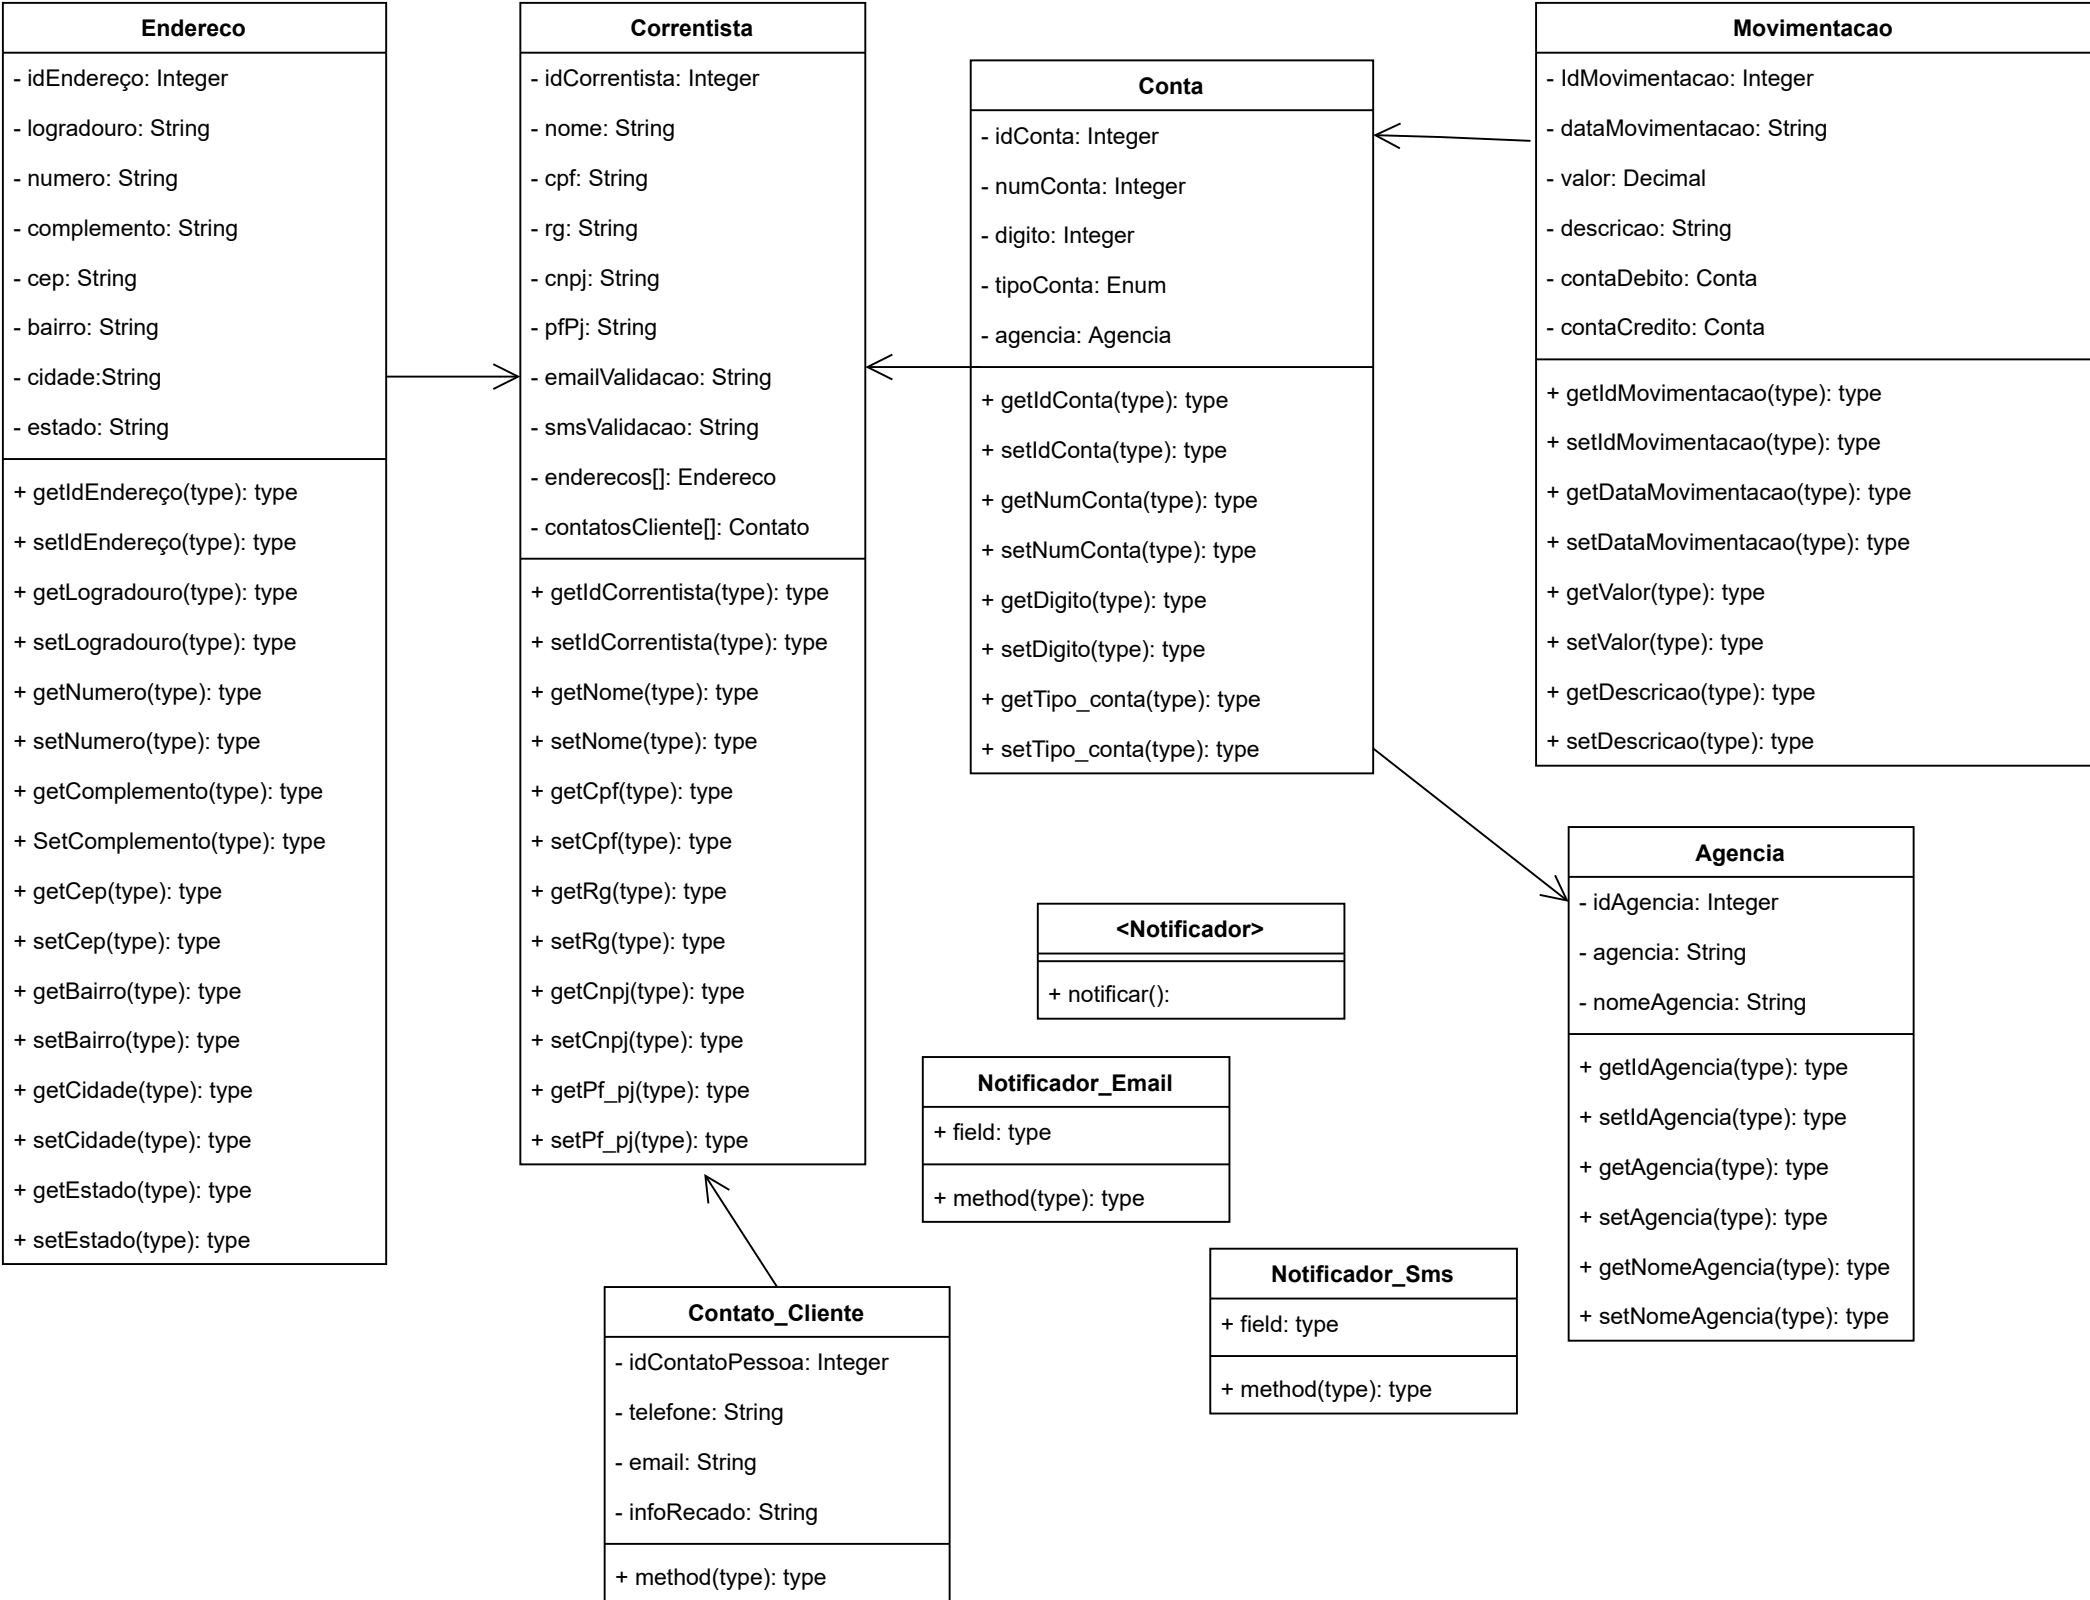 Endereco
- idEndereço: Integer
- logradouro: String
- numero: String
- complemento: String
- cep: String
- bairro: String
- cidade:String
- estado: String
+ getIdEndereço(type): type
+ setIdEndereço(type): type
+ getLogradouro(type): type
+ setLogradouro(type): type
+ getNumero(type): type
+ setNumero(type): type
+ getComplemento(type): type
+ SetComplemento(type): type
+ getCep(type): type
+ setCep(type): type
+ getBairro(type): type
+ setBairro(type): type
+ getCidade(type): type
+ setCidade(type): type
+ getEstado(type): type
+ setEstado(type): type
Correntista
- idCorrentista: Integer
- nome: String
- cpf: String
- rg: String
- cnpj: String
- pfPj: String
- emailValidacao: String
- smsValidacao: String
- enderecos[]: Endereco
- contatosCliente[]: Contato
+ getIdCorrentista(type): type
+ setIdCorrentista(type): type
+ getNome(type): type
+ setNome(type): type
+ getCpf(type): type
+ setCpf(type): type
+ getRg(type): type
+ setRg(type): type
+ getCnpj(type): type
+ setCnpj(type): type
+ getPf_pj(type): type
+ setPf_pj(type): type
Conta
- idConta: Integer
- numConta: Integer
- digito: Integer
- tipoConta: Enum
- agencia: Agencia
+ getIdConta(type): type
+ setIdConta(type): type
+ getNumConta(type): type
+ setNumConta(type): type
+ getDigito(type): type
+ setDigito(type): type
+ getTipo_conta(type): type
+ setTipo_conta(type): type
Movimentacao
- IdMovimentacao: Integer
- dataMovimentacao: String
- valor: Decimal
- descricao: String
- contaDebito: Conta
- contaCredito: Conta
+ getIdMovimentacao(type): type
+ setIdMovimentacao(type): type
+ getDataMovimentacao(type): type
+ setDataMovimentacao(type): type
+ getValor(type): type
+ setValor(type): type
+ getDescricao(type): type
+ setDescricao(type): type
Agencia
- idAgencia: Integer
- agencia: String
- nomeAgencia: String
+ getIdAgencia(type): type
+ setIdAgencia(type): type
+ getAgencia(type): type
+ setAgencia(type): type
+ getNomeAgencia(type): type
+ setNomeAgencia(type): type
<Notificador>
+ notificar():
Notificador_Email
+ field: type
+ method(type): type
Notificador_Sms
+ field: type
+ method(type): type
Contato_Cliente
- idContatoPessoa: Integer
- telefone: String
- email: String
- infoRecado: String
+ method(type): type